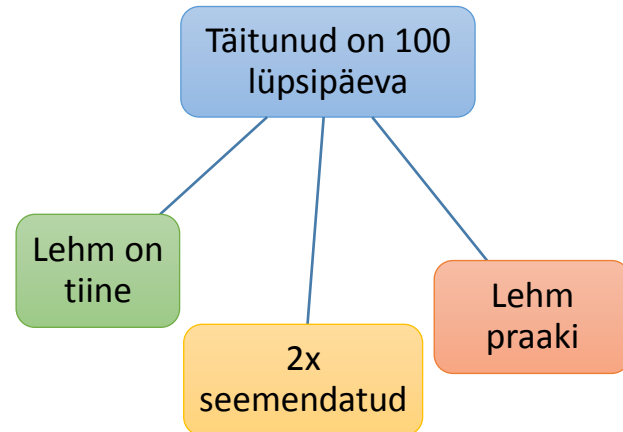 Täitunud on 100
lüpsipäeva
Lehm on
tiine
2x
seemendatud
Lehm
praaki